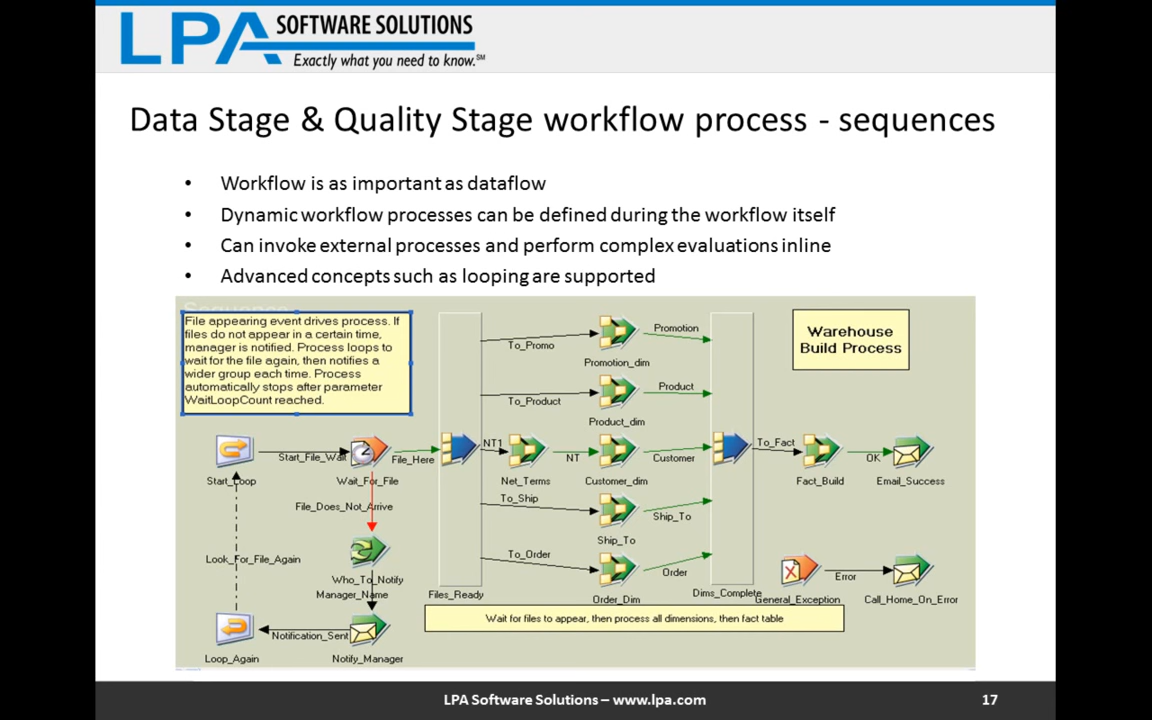 LPA SOFTWARE SOLUTIONS
Exactly what you need to know.℠
Data Stage & Quality Stage workflow process - sequences
• Workflow is as important as dataflow
• Dynamic workflow processes can be defined during the workflow itself
• Can invoke external processes and perform complex evaluations inline
• Advanced concepts such as looping are supported
Sequence
File appearing event drives process. If
files do not appear in a certain time,
manager is notified. Process loops to
wait for the file again, then notifies a
wider group each time. Process
automatically stops after parameter
WaitLoopCount reached.
Warehouse
Build Process
To_Promo
Promotion
Promotion_dim
To_Product
Product
Product_dim
Start_Loop
Start_File_Wait
Wait_For_File
File_Here
NT1
Net_Terms
NT
Customer_dim
Customer
To_Fact
Fact_Build
OK
Email_Success
File_Does_Not_Arrive
To_Ship
Ship_To
Ship_To
Look_For_File_Again
Who_To_Notify
Manager_Name
To_Order
Order
Files_Ready
Order_Dim
Dims_Complete
General_Exception
Error
Call_Home_On_Error
Loop_Again
Notification_Sent
Notify_Manager
Wait for files to appear, then process all dimensions, then fact table
LPA Software Solutions – www.lpa.com
17